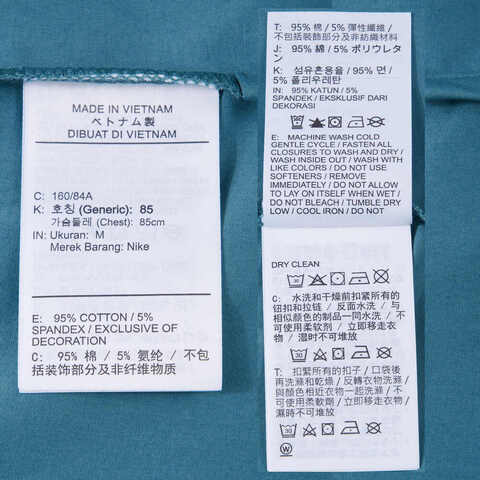 MADE IN VIETNAM
ベトナム製
DIBUAT DI VIETNAM
C: 160/84A
K: 호칭 (Generic): 85
가슴둘레 (Chest): 85cm
IN: Ukuran: M
Merek Barang: Nike
E: 95% COTTON / 5%
SPANDEX / EXCLUSIVE OF
DECORATION
C: 95% 棉 / 5% 氨纶 / 不包
括装饰部分及非纤维物质
T: 95% 棉 / 5% 彈性纖維 /
不包括裝飾部分及非紡織材料
J: 95% 綿 / 5% ポリウレタ
ン
K: 섬유혼용율 / 95% 면 /
5% 폴리우레탄
IN: 95% KATUN / 5%
SPANDEK / EKSKLUSIF DARI
DEKORASI
E: MACHINE WASH COLD
GENTLE CYCLE / FASTEN ALL
CLOSURES TO WASH AND DRY /
WASH INSIDE OUT / WASH WITH
LIKE COLORS / DO NOT USE
SOFTENERS / REMOVE
IMMEDIATELY / DO NOT ALLOW
TO LAY ON ITSELF WHEN WET /
DO NOT BLEACH / TUMBLE DRY
LOW / COOL IRON / DO NOT
DRY CLEAN
C: 水洗和干燥前扣紧所有的
钮扣和拉链 / 反面水洗 / 与
相似颜色的制品一同水洗 / 不
可使用柔软剂 / 立即移走衣
物, 湿时不可堆放
T: 扣緊所有的扣子 / 口袋後
再洗滌和乾燥 / 反轉衣物洗滌 /
與顏色相近衣物一起洗滌 / 不
可使用柔軟劑 / 立即移走衣物,
濕時不可堆放